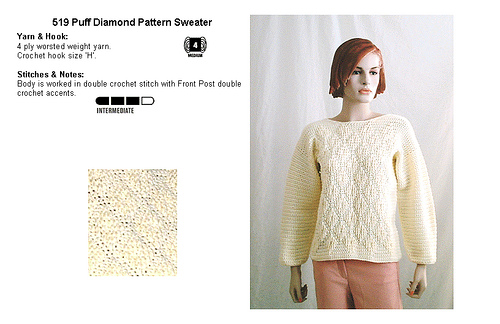 519 Puff Diamond Pattern Sweater
Yarn & Hook:
4 ply worsted weight yarn.
Crochet hook size 'H'.
4
MEDIUM
Stitches & Notes:
Body is worked in double crochet stitch with Front Post double
crochet accents.
INTERMEDIATE